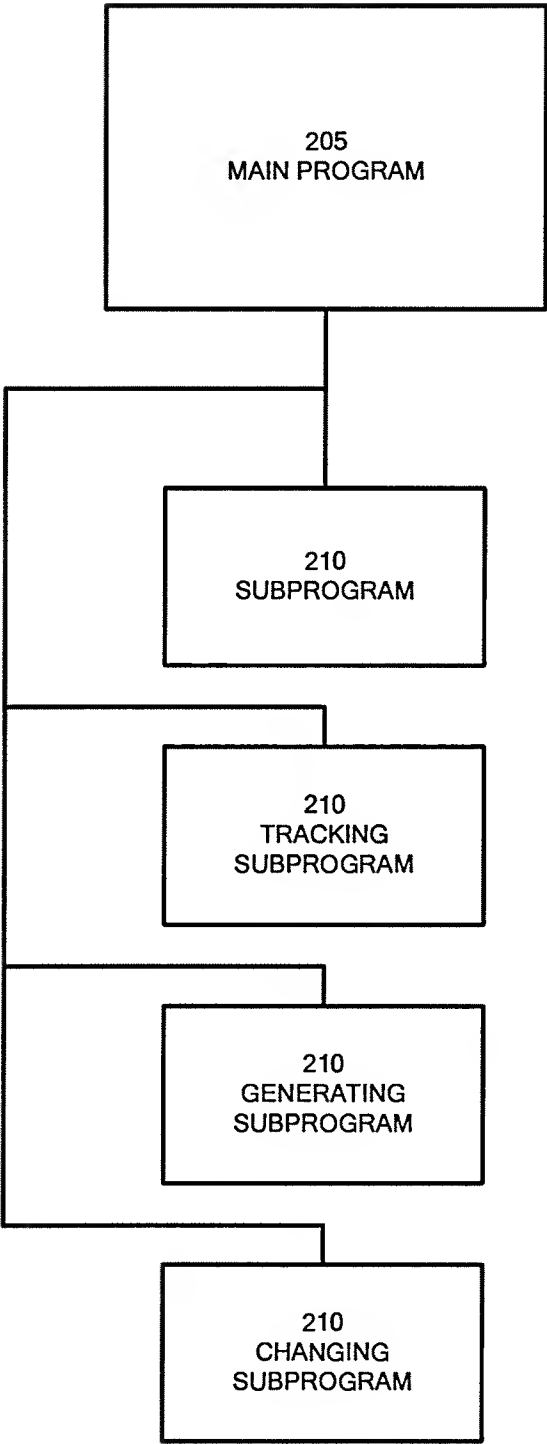 205
MAIN PROGRAM
210
SUBPROGRAM
210
TRACKING
SUBPROGRAM
210
GENERATING
SUBPROGRAM
210
CHANGING
SUBPROGRAM